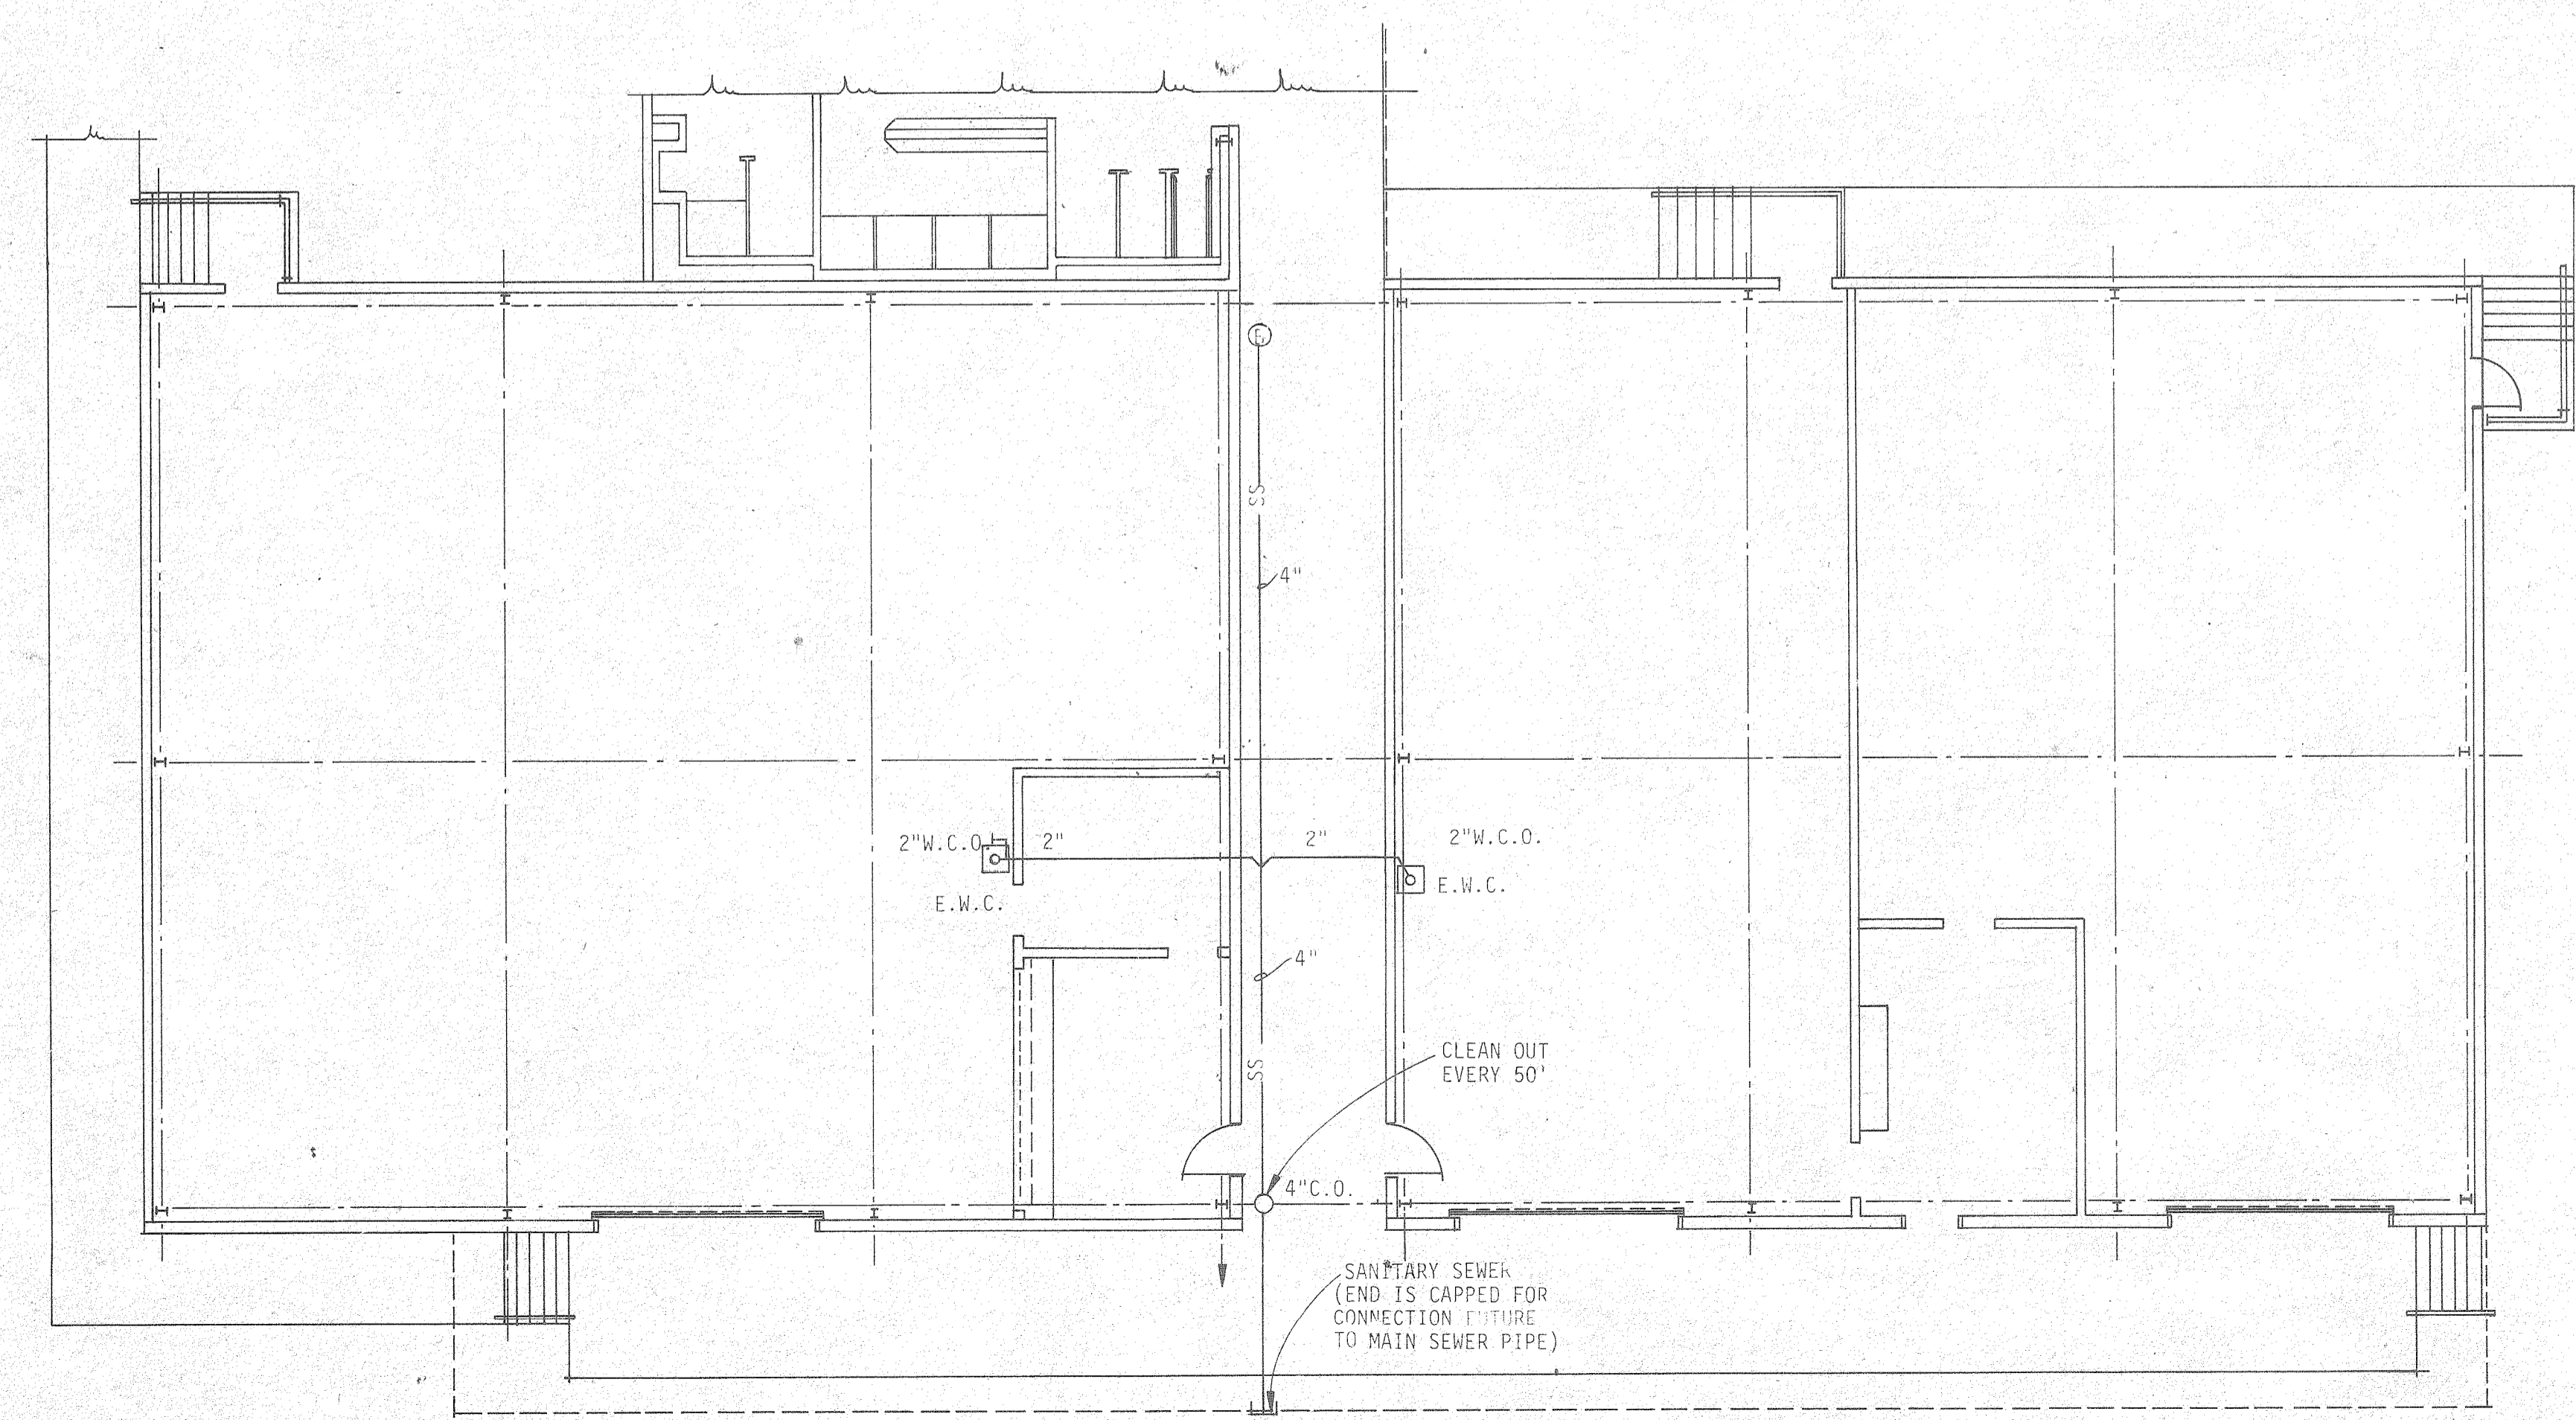 SS
4"
2"W.C.O.
2"
2"
2"W.C.O.
E.W.C.
E.W.C.
4"
SS
CLEAN OUT
EVERY 50'
4"C.O.
SANITARY SEWER
(END IS CAPPED FOR
CONNECTION FUTURE
TO MAIN SEWER PIPE)